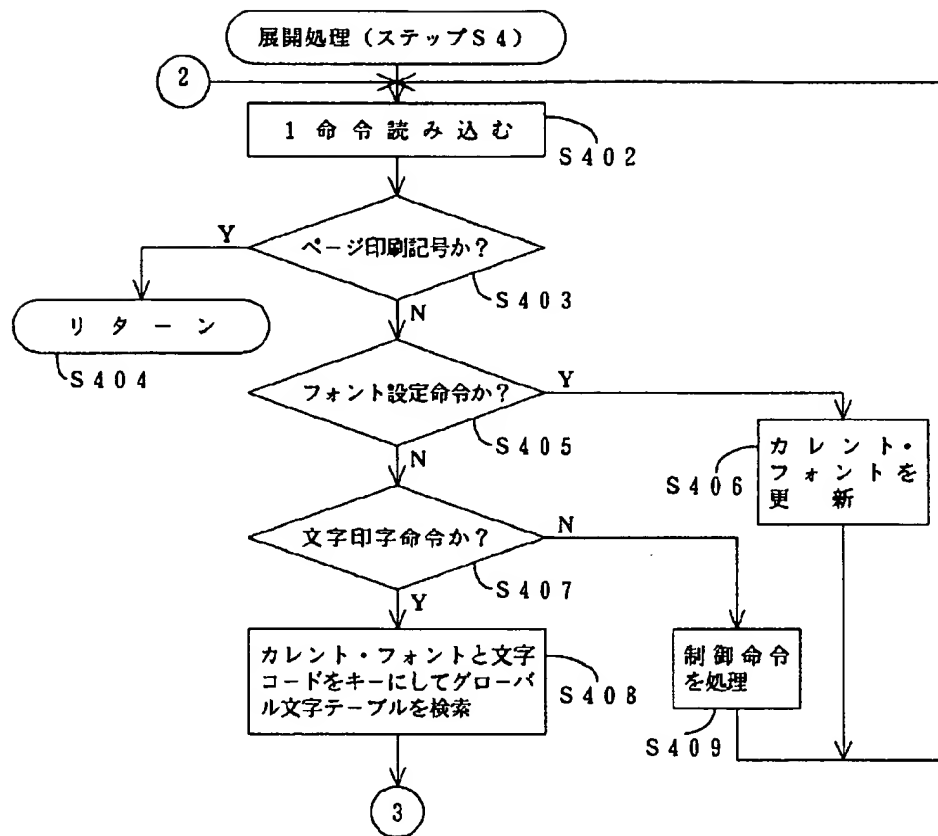 展開処理（ステップS4）
2
1命令読み込む
S402
Y
ページ印刷記号か？
S403
リターン
S404
N
フォント設定命令か？
Y
S405
カレント・
フォントを
更新
S406
N
文字印字命令か？
N
S407
Y
カレント・フォントと文字
コードをキーにしてグローバ
ル文字テーブルを検索
S408
制御命令
を処理
S409
3